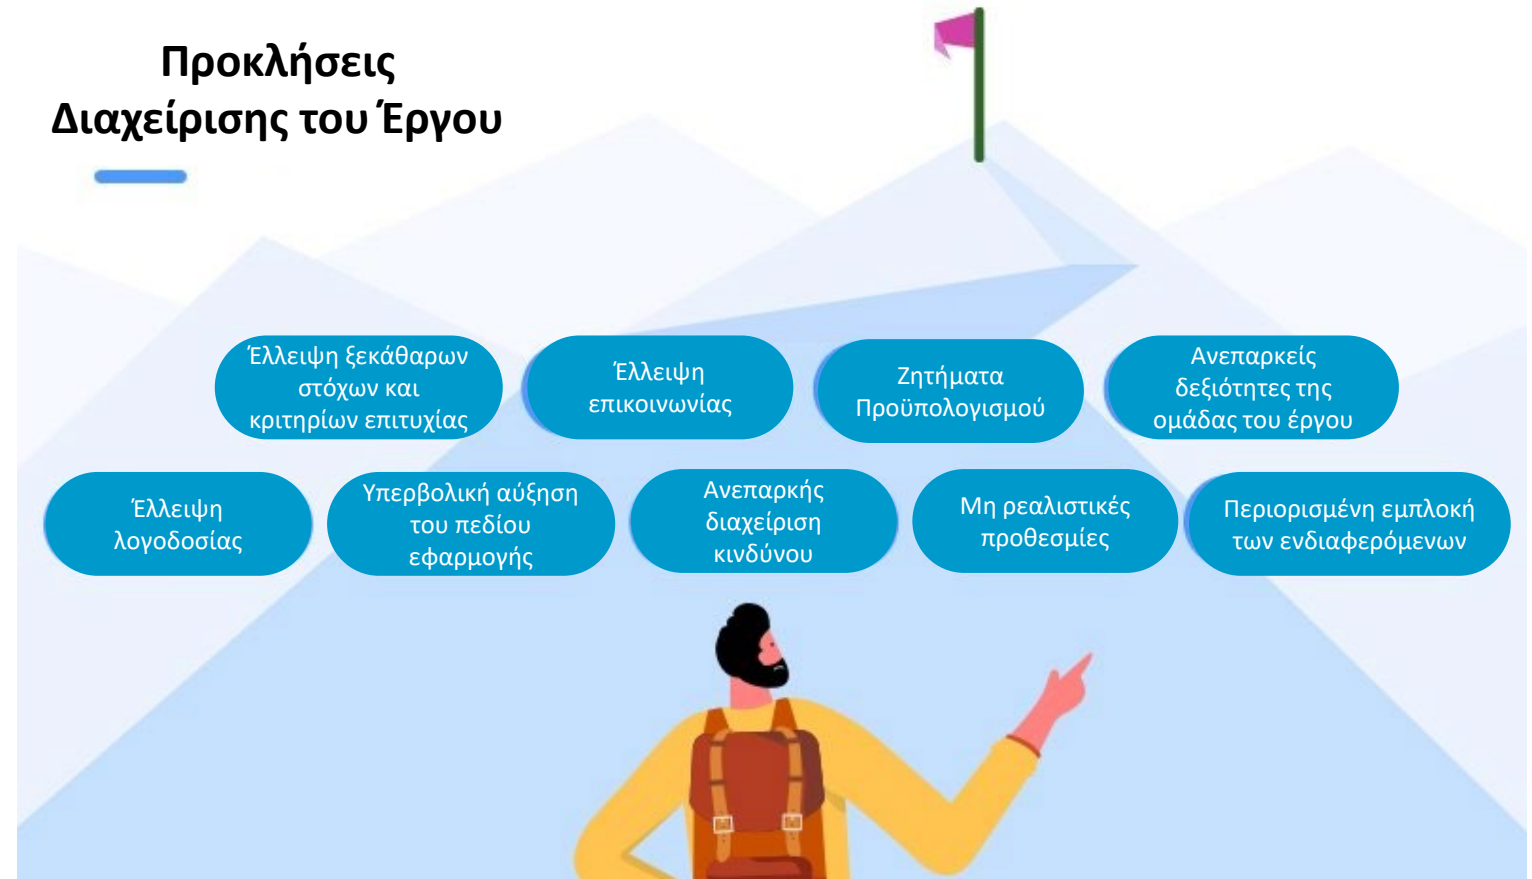 Προκλήσεις
Διαχείρισης του Έργου
Έλλειψη ξεκάθαρων
στόχων και
κριτηρίων επιτυχίας
Έλλειψη
επικοινωνίας
Ζητήματα
Προϋπολογισμού
Ανεπαρκείς
δεξιότητες της
ομάδας του έργου
Έλλειψη
λογοδοσίας
Υπερβολική αύξηση
του πεδίου
εφαρμογής
Ανεπαρκής
διαχείριση
κινδύνου
Μη ρεαλιστικές
προθεσμίες
Περιορισμένη εμπλοκή
των ενδιαφερόμενων